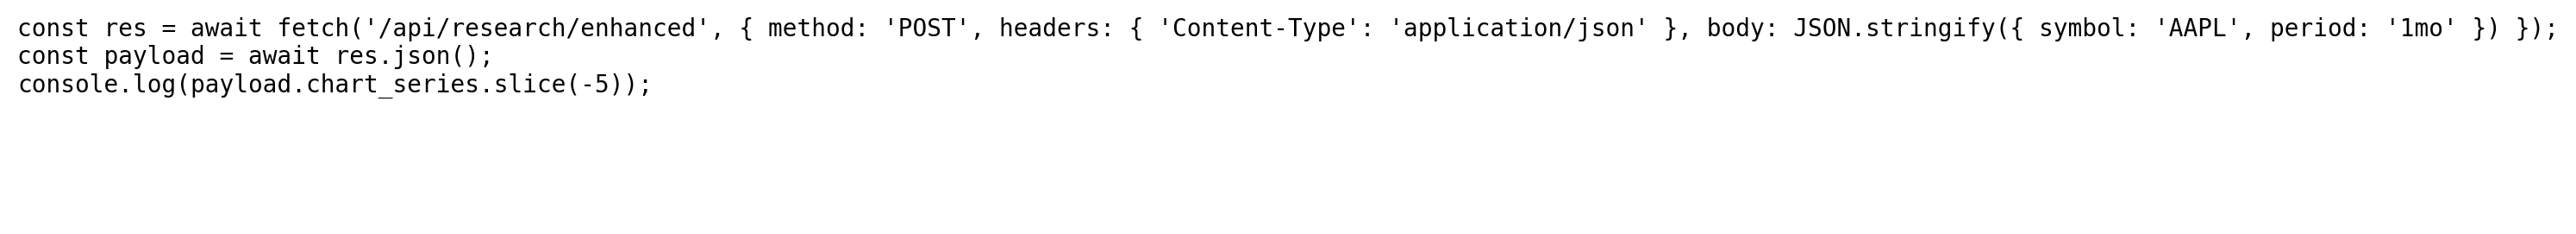 const res = await fetch('/api/research/enhanced', { method: 'POST', headers: { 'Content-Type': 'application/json' }, body: JSON.stringify({ symbol: 'AAPL', period: '1mo' }) });
const payload = await res.json();
console.log(payload.chart_series.slice(-5));